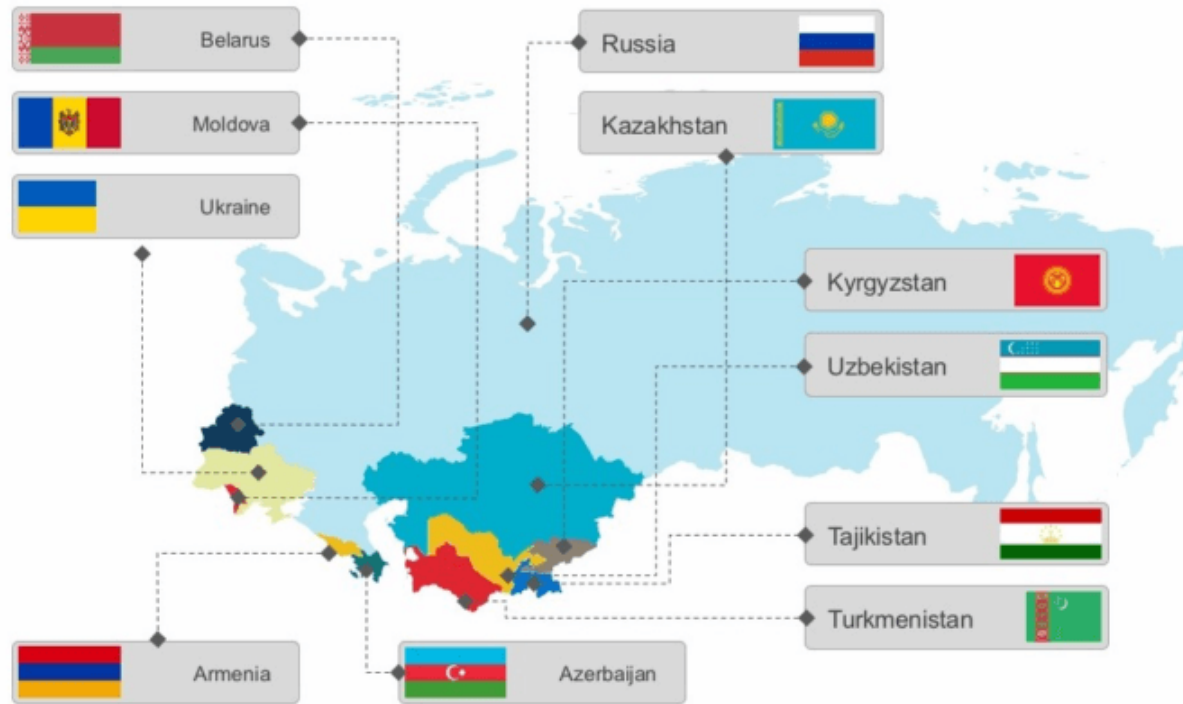 Belarus
Russia
Moldova
Kazakhstan
Ukraine
Kyrgyzstan
Uzbekistan
Tajikistan
Turkmenistan
Armenia
Azerbaijan